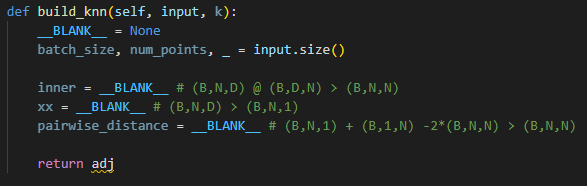 def build_knn(self, input, k):
__BLANK__ = None
batch_size, num_points, _ = input.size()
inner = __BLANK__ # (B,N,D) @ (B,D,N) > (B,N,N)
xx = __BLANK__ # (B,N,D) > (B,N,1)
pairwise_distance = __BLANK__ # (B,N,1) + (B,1,N) -2*(B,N,N) > (B,N,N)
return adj